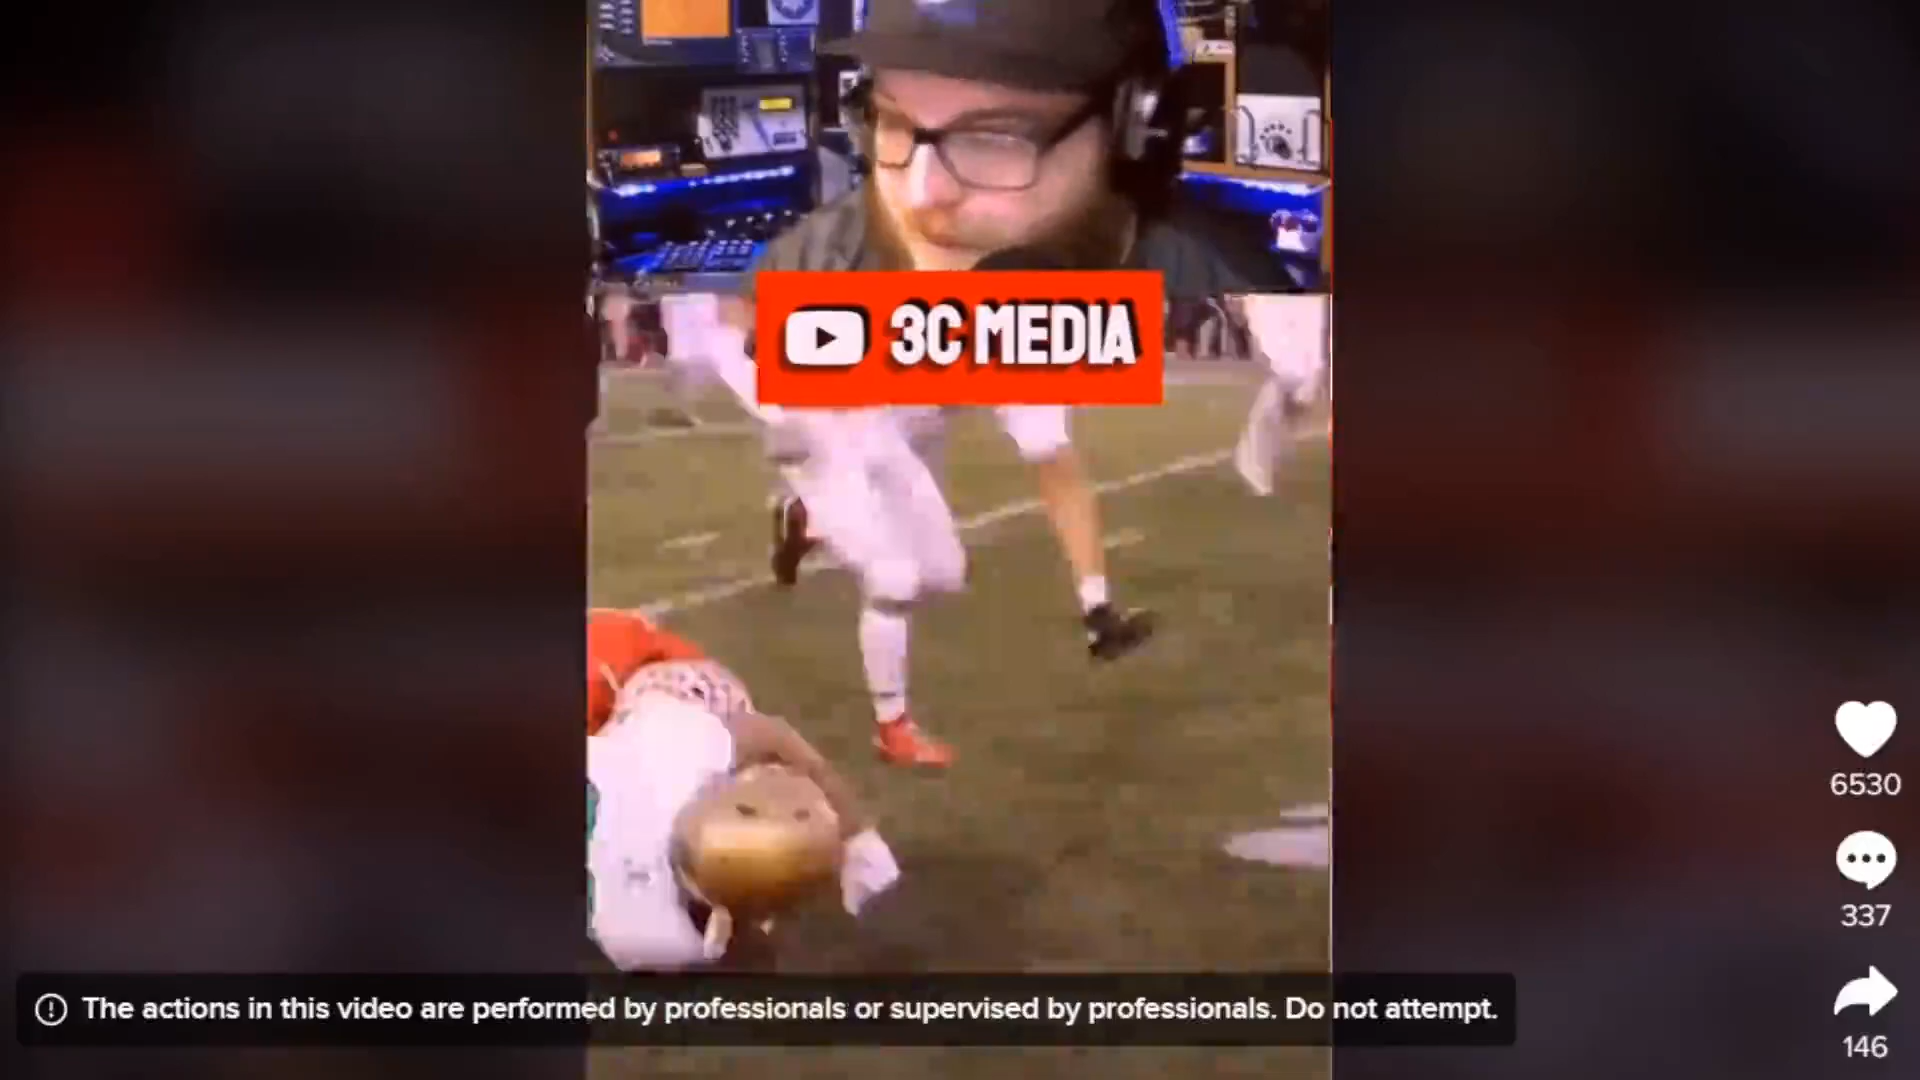 3C MEDIA
The actions in this video are performed by professionals or supervised by professionals. Do not attempt.
6530
337
146